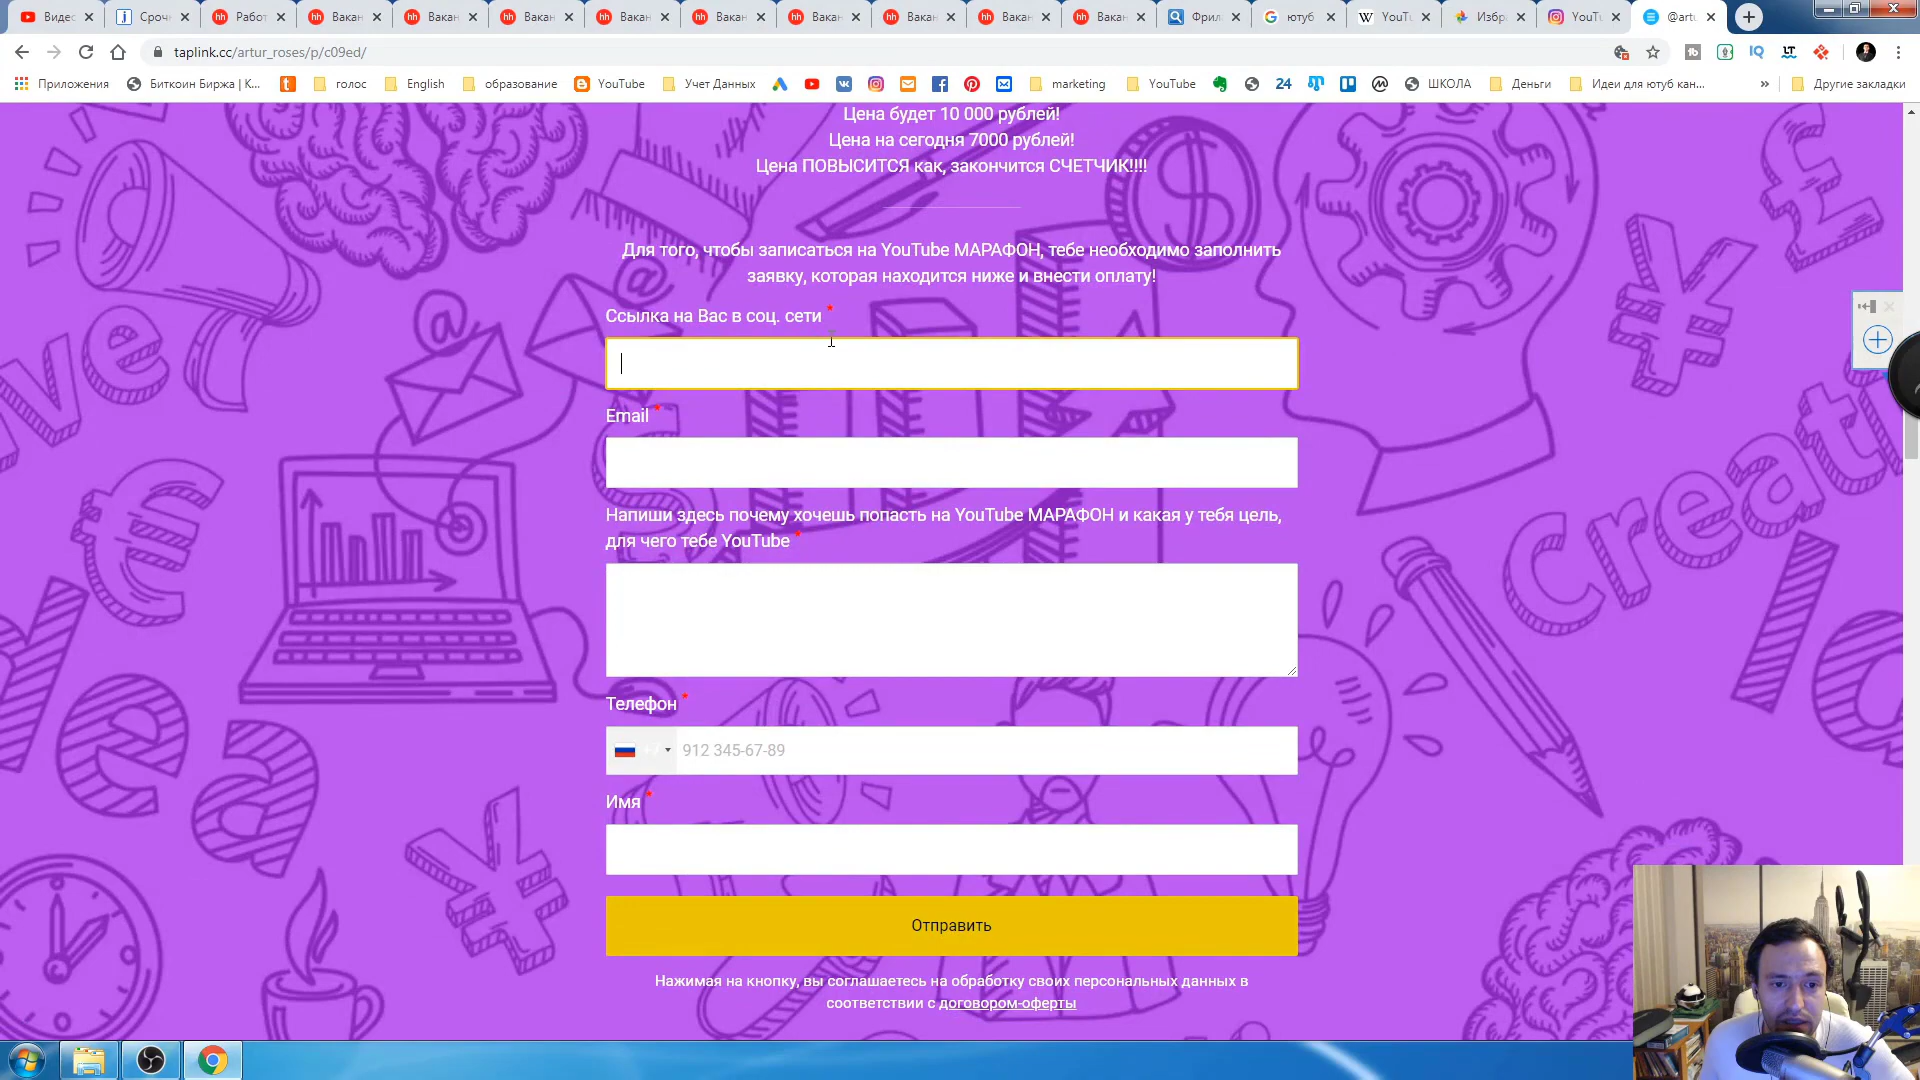 Видео
Сроч
Работ
Вакан
Вакан
Вакан
Вакан
Вакан
Вакан
Вакан
Вакан
Вакан
Фрил
ютуб
YouTu
Избр
YouTu
@artu
taplink.cc/artur_roses/p/c09ed/
Приложения
Биткоин Биржа | К...
голос
English
образование
YouTube
Учет Данных
marketing
YouTube
24
ШКОЛА
Деньги
Идеи для ютуб кан...
»
Другие закладки
Цена будет 10 000 рублей!
Цена на сегодня 7000 рублей!
Цена ПОВЫСИТСЯ как, закончится СЧЕТЧИК!!!!
Для того, чтобы записаться на YouTube МАРАФОН, тебе необходимо заполнить
заявку, которая находится ниже и внести оплату!
Ссылка на Вас в соц. сети *
Email *
Напиши здесь почему хочешь попасть на YouTube МАРАФОН и какая у тебя цель,
для чего тебе YouTube *
Телефон *
+7 912 345-67-89
Имя *
Отправить
Нажимая на кнопку, вы соглашаетесь на обработку своих персональных данных в
соответствии с договором-оферты